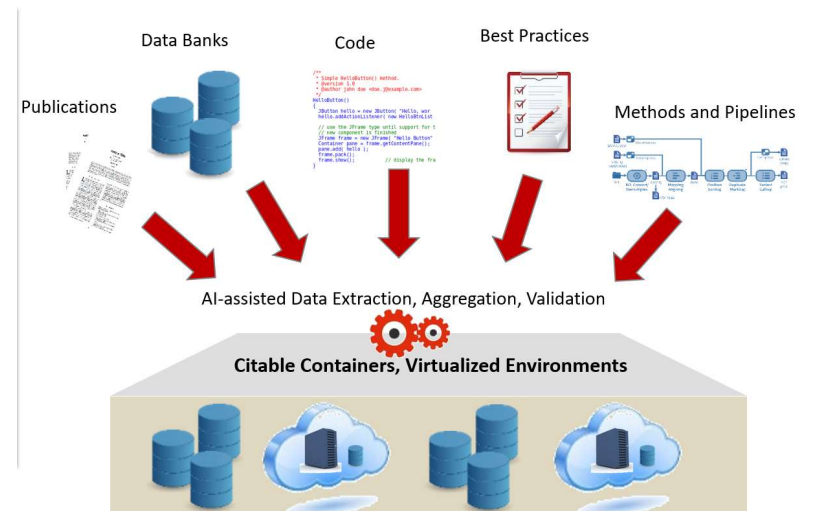 Data Banks
Code
Best Practices
Publications
Methods and Pipelines
/**
* Simple HelloButton() method.
* @version 1.0
* @author john doe <doe.j@example.com>
*/
HelloButton()
{
JButton hello = new JButton( "Hello, wor
hello.addActionListener( new HelloBtnList
// use the JFrame type until support for t
// new component is finished
JFrame frame = new JFrame( "Hello Button"
Container pane = frame.getContentPane();
pane.add( hello );
frame.pack();
frame.show(); // display the fra
}
AI-assisted Data Extraction, Aggregation, Validation
Citable Containers, Virtualized Environments